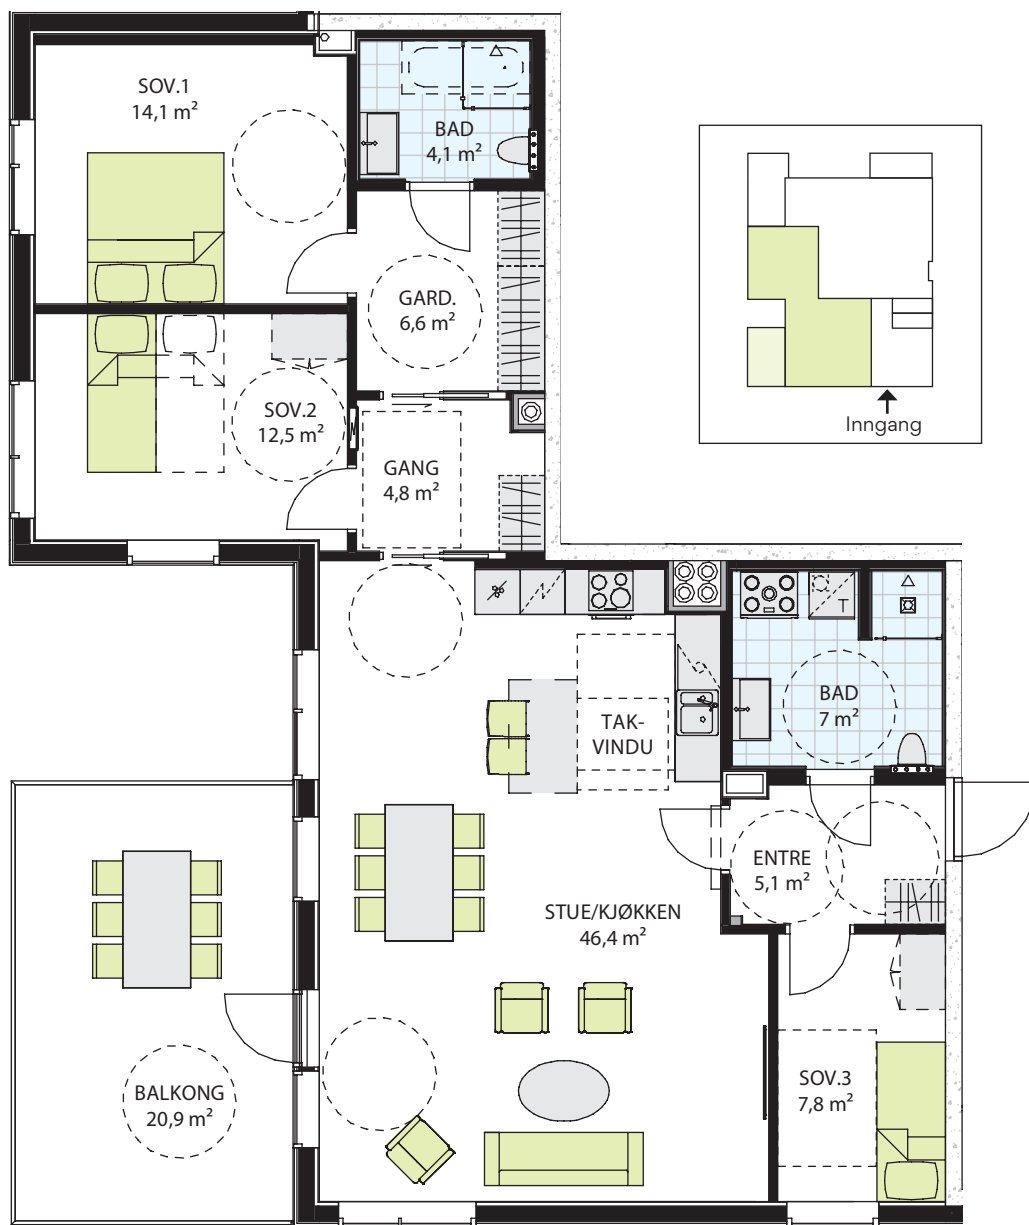 SOV.1
14,1 m²
BAD
4,1 m²
GARD.
6,6 m²
SOV.2
12,5 m²
GANG
4,8 m²
Inngang
TAK-
VINDU
T
BAD
7 m²
ENTRE
5,1 m²
STUE/KJØKKEN
46,4 m²
BALKONG
20,9 m²
SOV.3
7,8 m²